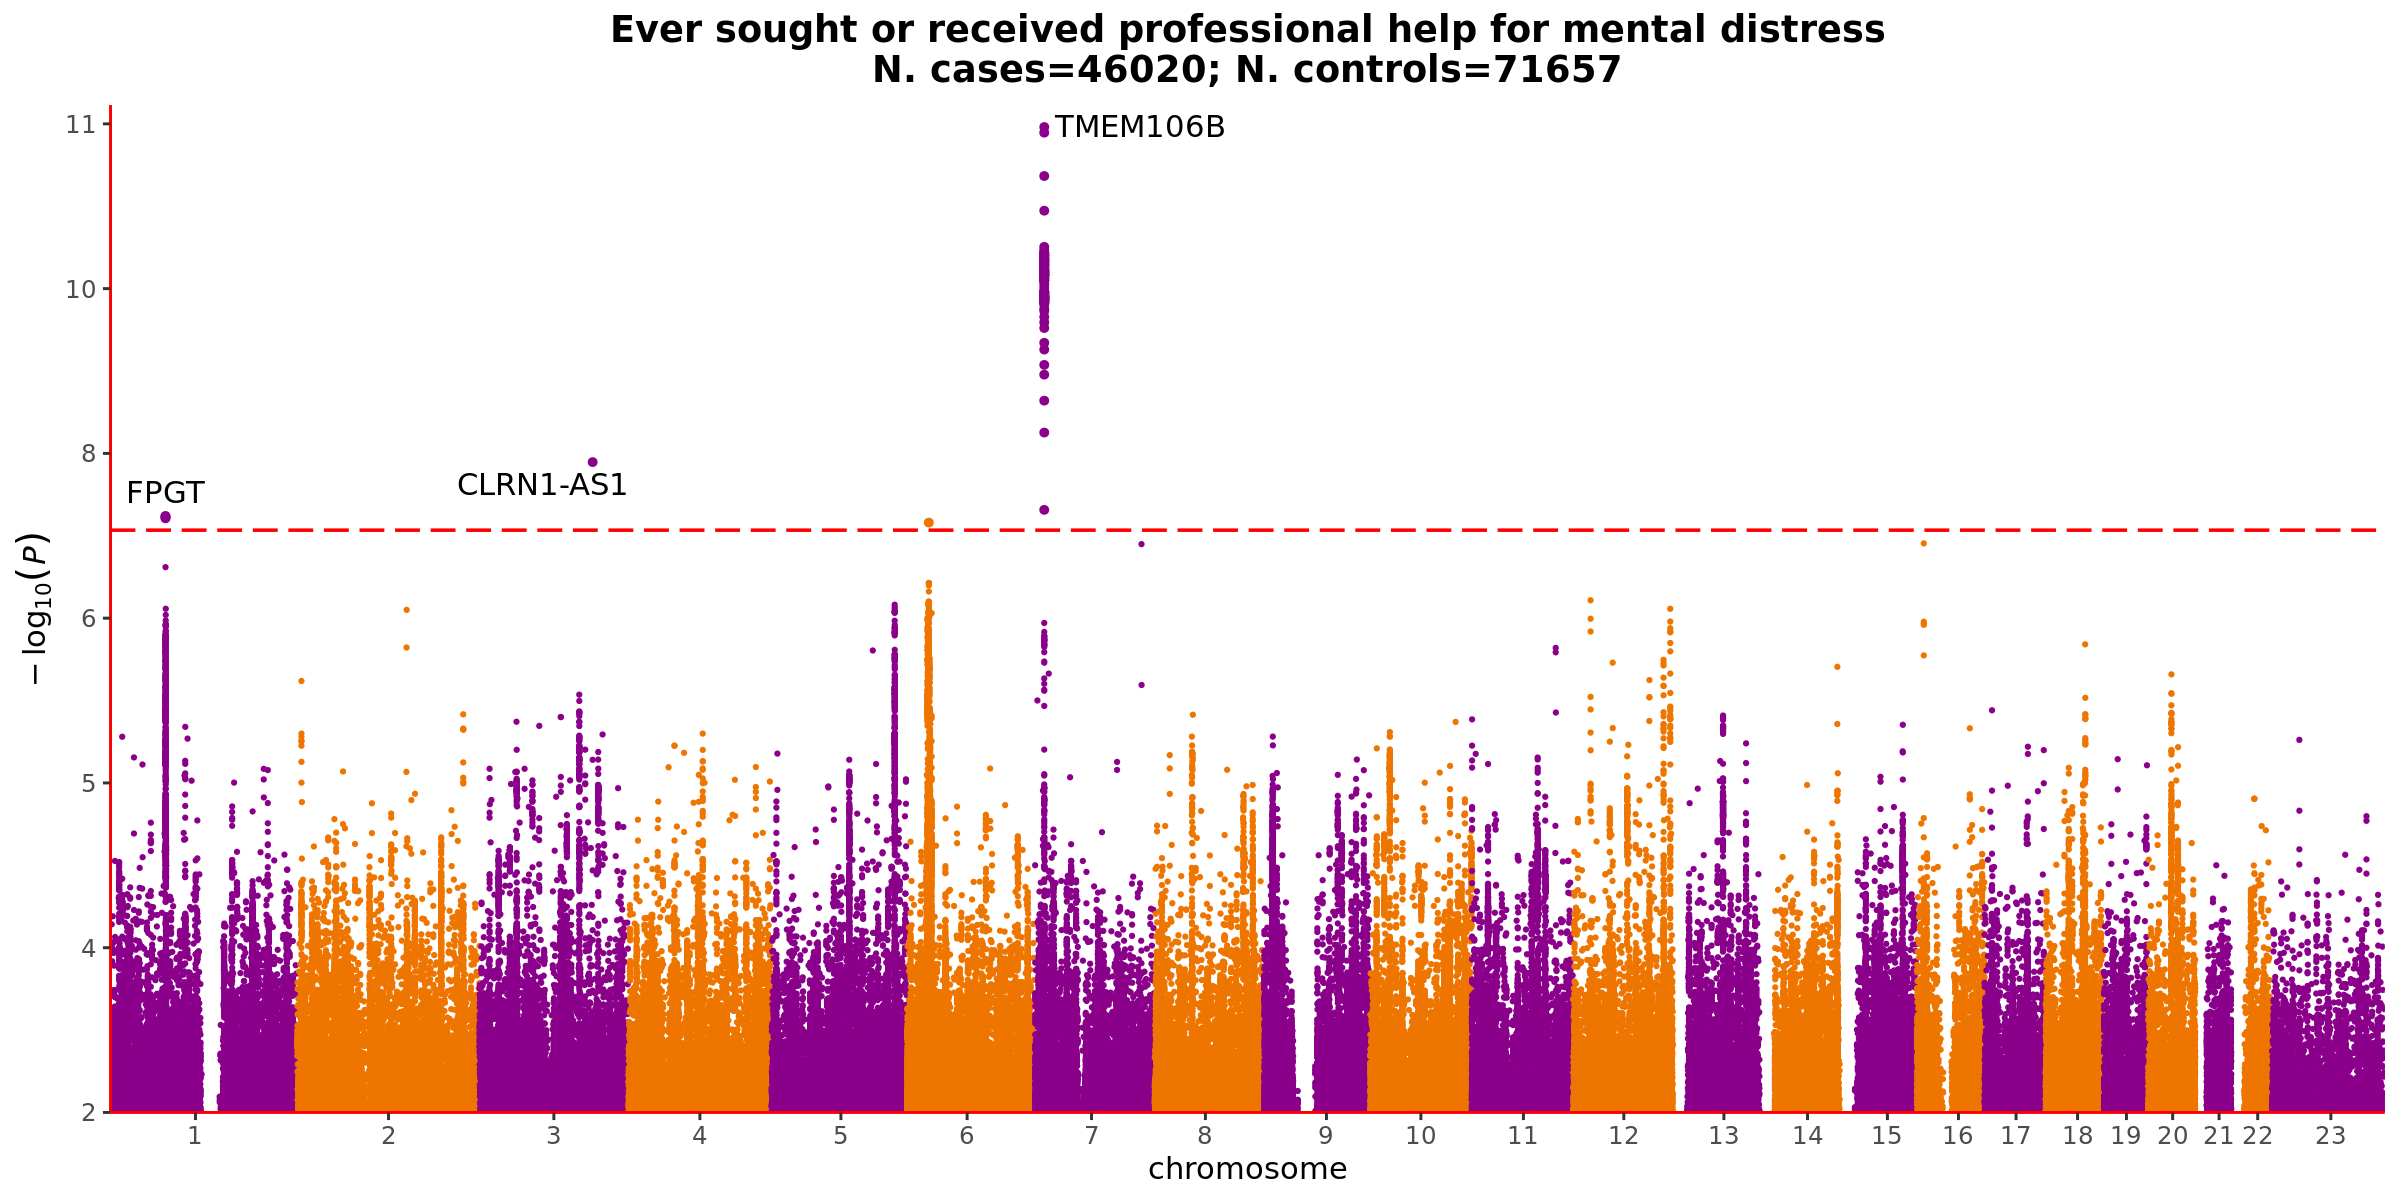 Ever sought or received professional help for mental distress
N. cases=46020; N. controls=71657
11
TMEM106B
10
8
CLRN1-AS1
FPGT
6
5
4
2
−log10(P)
1 2 3 4 5 6 7 8 9 10 11 12 13 14 15 16 17 18 19 20 21 22 23
chromosome